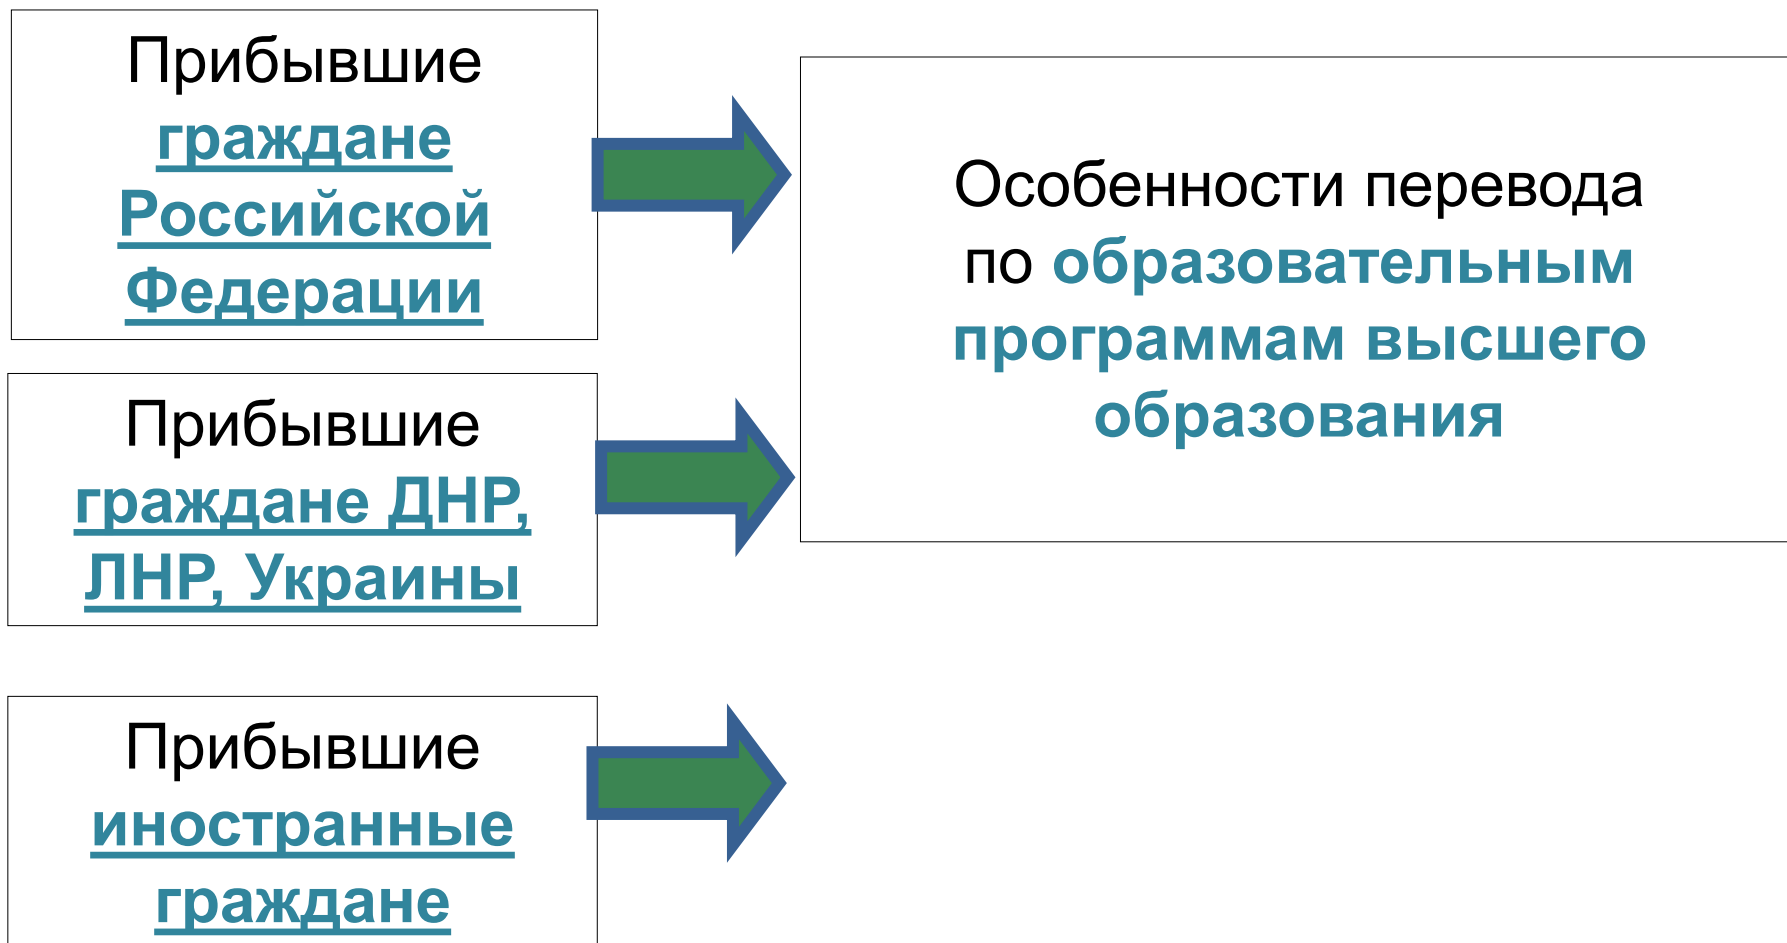 Прибывшие
граждане
Российской
Федерации
Особенности перевода
по образовательным
программам высшего
образования
Прибывшие
граждане ДНР,
ЛНР, Украины
Прибывшие
иностранные
граждане